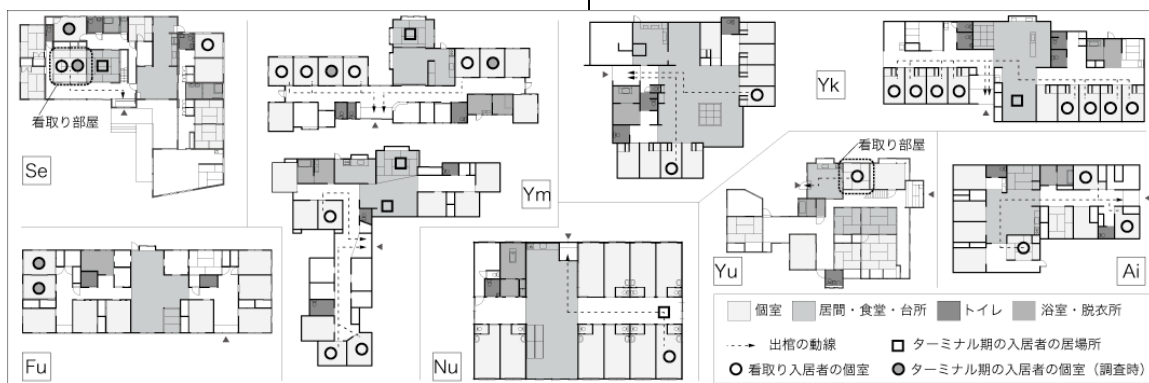 看取り部屋
Se
Ym
Yk
看取り部屋
Yu
Ai
Fu
Nu
個室
居間・食堂・台所
トイレ
浴室・脱衣所
出棺の動線
ターミナル期の入居者の居場所
看取り入居者の個室
ターミナル期の入居者の個室（調査時）